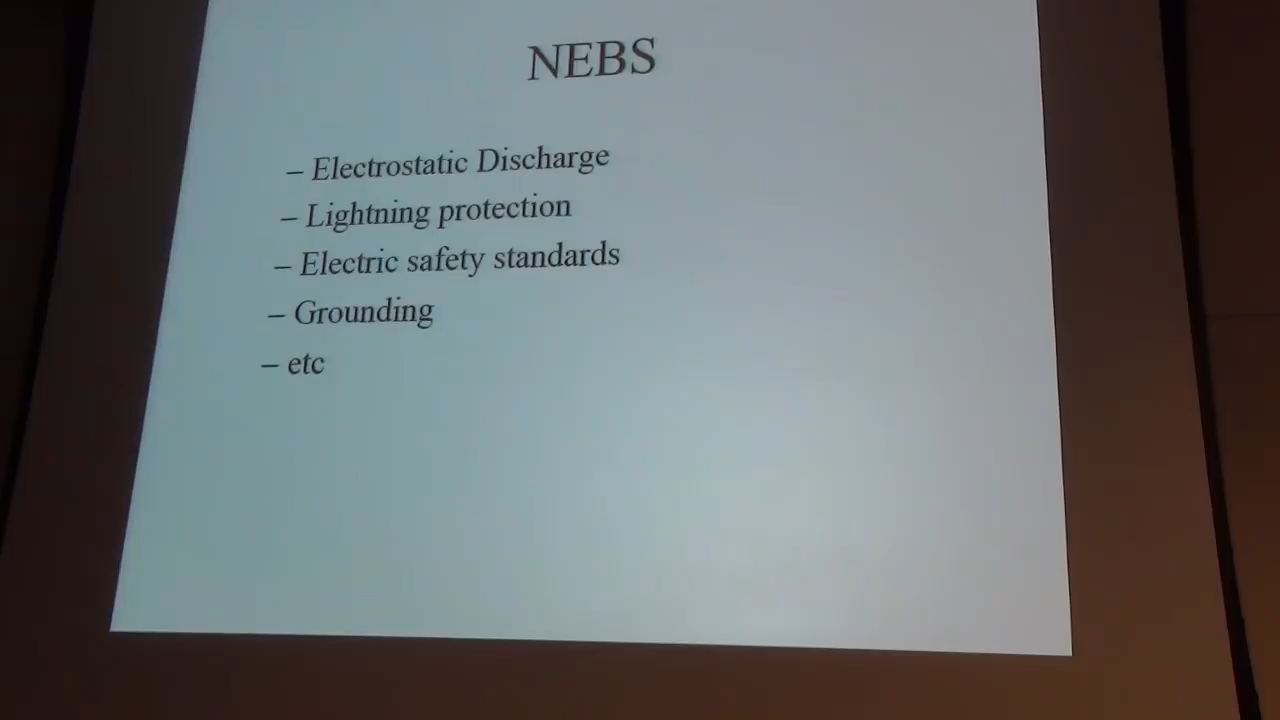 NEBS
– Electrostatic Discharge
– Lightning protection
– Electric safety standards
– Grounding
– etc